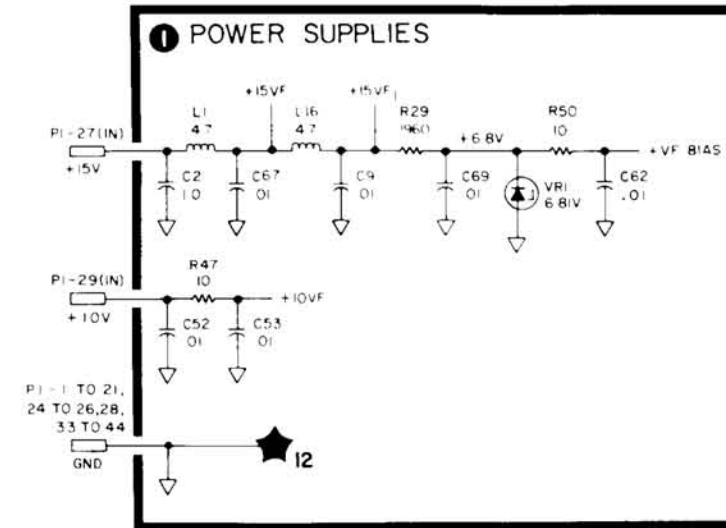 1 POWER SUPPLIES
+15VF
+15VF1
P1-27(IN)
+15V
L1
4.7
L16
4.7
R29
1960
+6.8V
R50
10
+VF BIAS
C2
1.0
C67
.01
C9
.01
C69
.01
VR1
6.81V
C62
.01
P1-29(IN)
+10V
R47
10
+10VF
C52
.01
C53
.01
P1-1 TO 21,
24 TO 26,28,
33 TO 44
GND
12